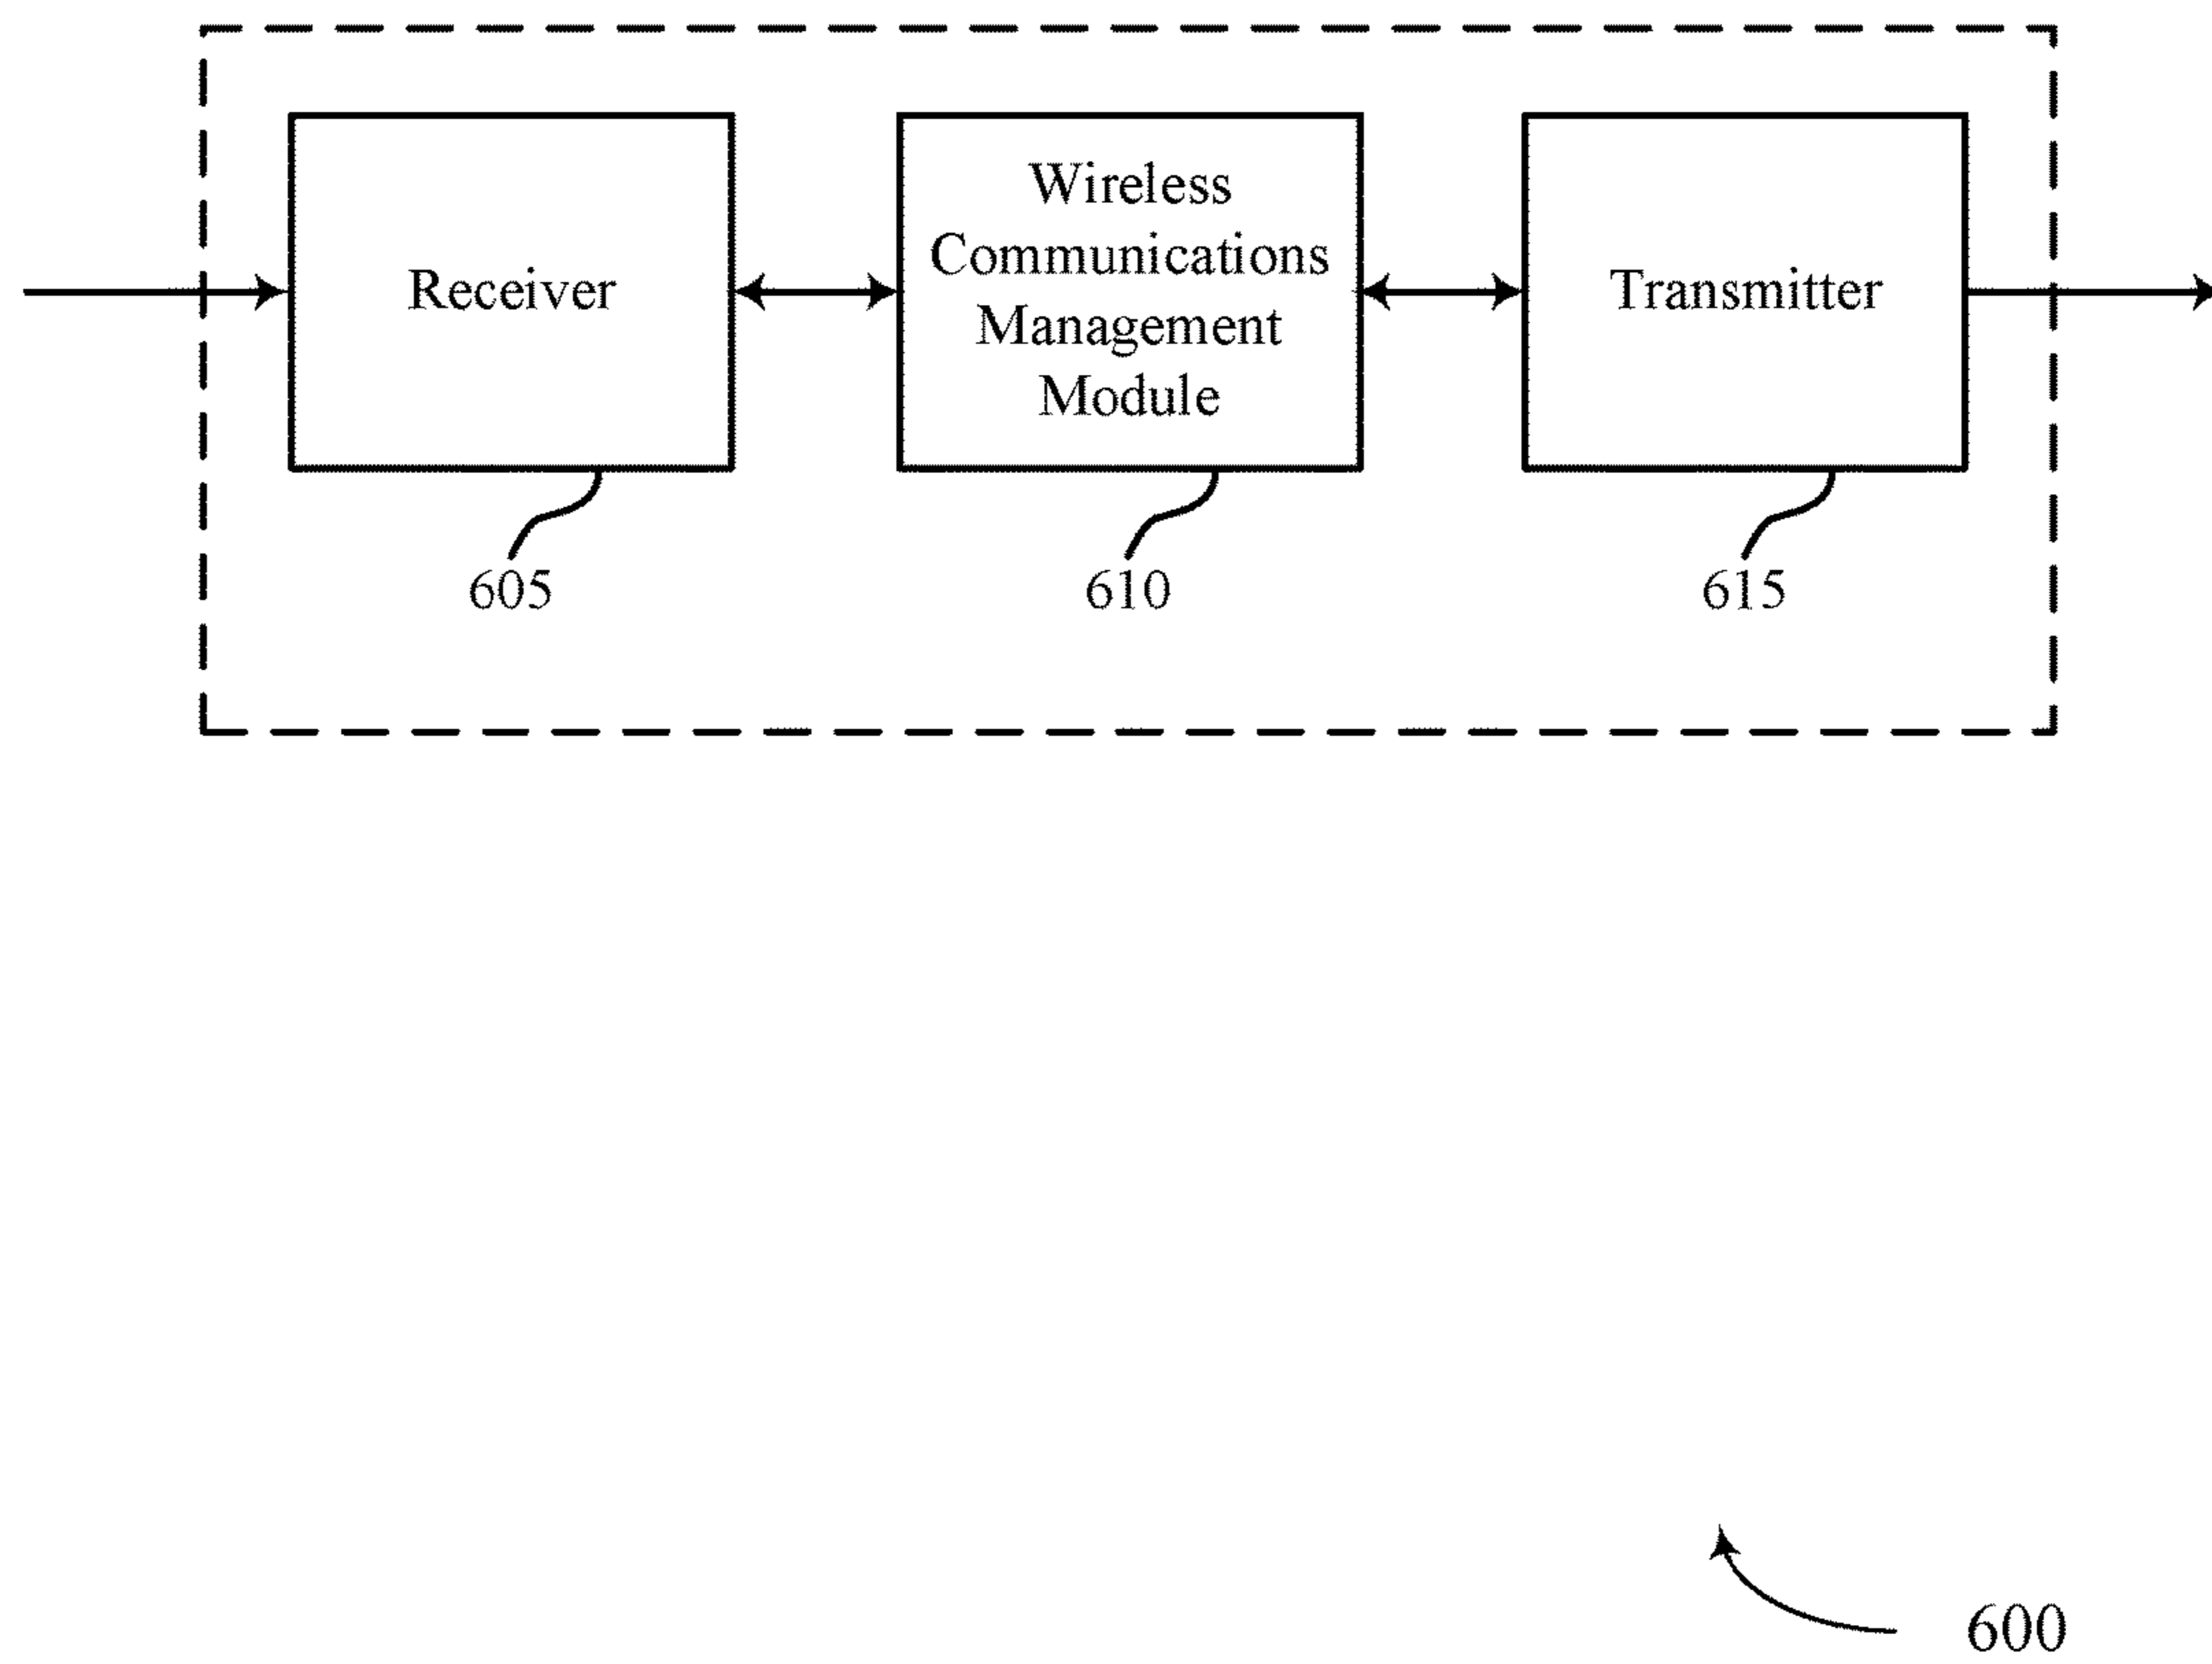 Receiver
Wireless
Communications
Management
Module
Transmitter
605
610
615
600